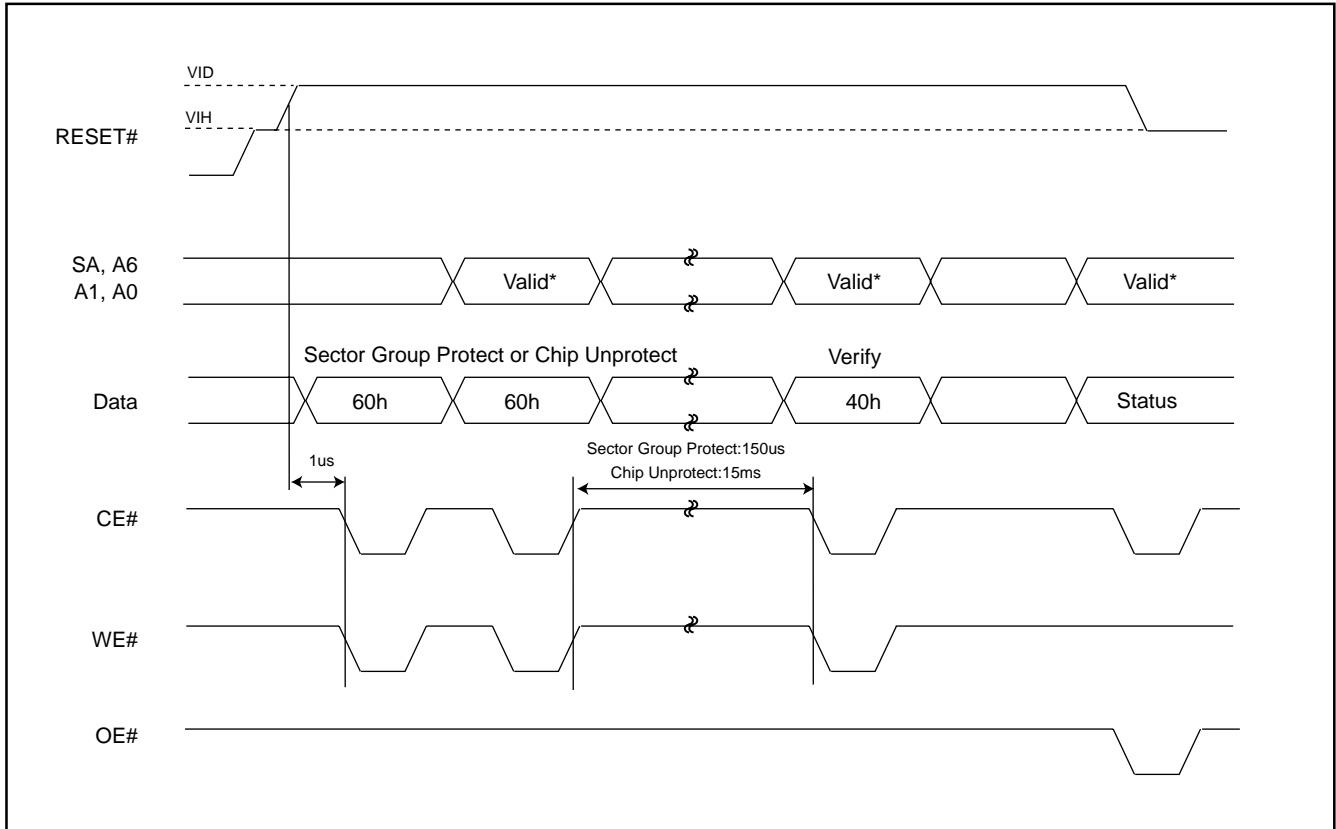 VID
VIH
RESET#
SA, A6
A1, A0
Valid*
Valid*
Valid*
Sector Group Protect or Chip Unprotect
Verify
Data
60h
60h
40h
Status
1us
Sector Group Protect:150us
Chip Unprotect:15ms
CE#
WE#
OE#